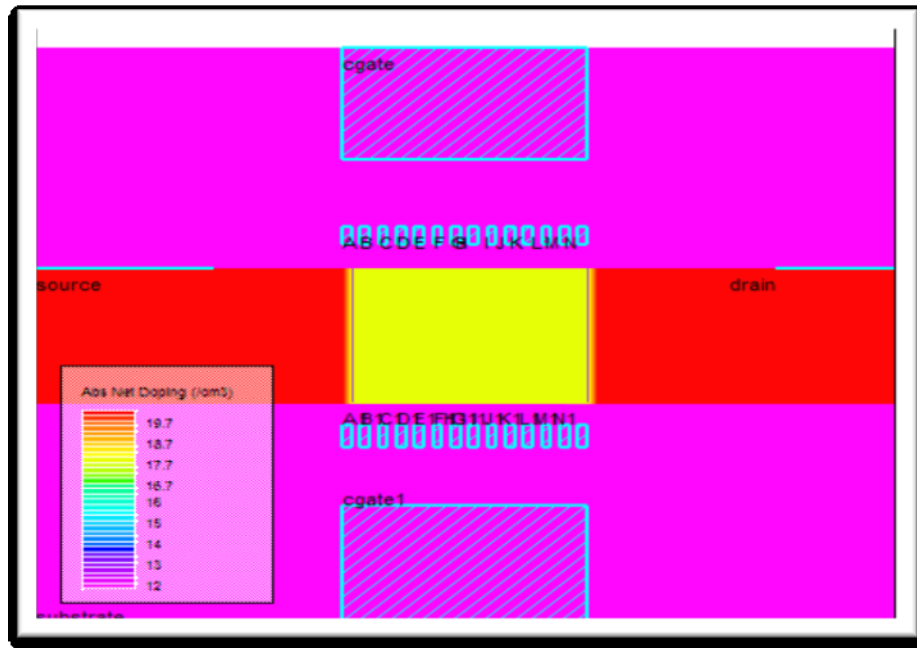 cgate
source
drain
Abs Net Doping (/cm3)
19.7
18.7
17.7
16.7
16
15
14
13
12
cgate1
substrate